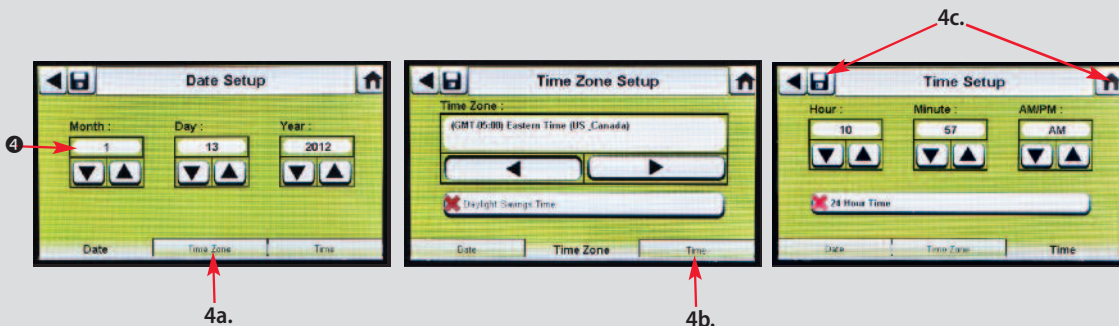 4c.
Date Setup
Month :
Day :
Year :
1
13
2012
Date
Time Zone
Time
4
4a.
Time Zone Setup
Time Zone :
(GMT-05:00) Eastern Time (US_Canada)
Daylight Savings Time
Date
Time Zone
Time
4b.
Time Setup
Hour :
Minute :
AM/PM :
10
57
AM
24 Hour Time
Date
Time Zone
Time